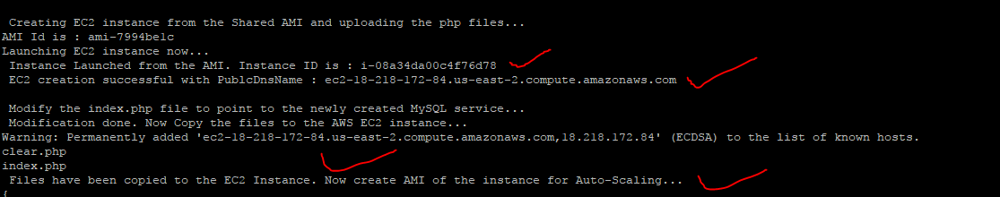 Creating EC2 instance from the Shared AMI and uploading the php files...
AMI Id is : ami-7994be1c
Launching EC2 instance now...
Instance Launched from the AMI. Instance ID is : i-08a34da00c4f76d78
EC2 creation successful with PublcDnsName : ec2-18-218-172-84.us-east-2.compute.amazonaws.com
Modify the index.php file to point to the newly created MySQL service...
Modification done. Now Copy the files to the AWS EC2 instance...
Warning: Permanently added 'ec2-18-218-172-84.us-east-2.compute.amazonaws.com,18.218.172.84' (ECDSA) to the list of known hosts.
clear.php
index.php
Files have been copied to the EC2 Instance. Now create AMI of the instance for Auto-Scaling...
{